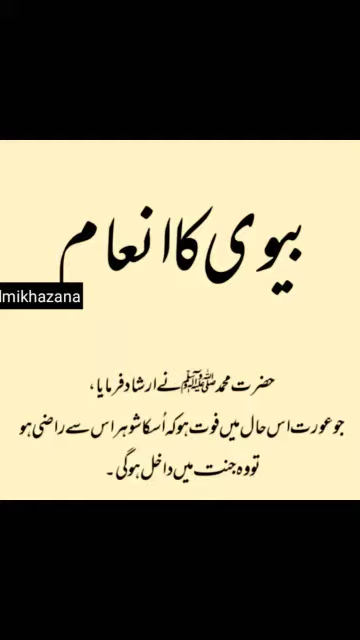 بیوی کا انعام
lmikhazana
حضرت محمد ﷺ نے ارشاد فرمایا،
جو عورت اس حال میں فوت ہو کہ اُسکا شوہر اس سے راضی ہو
تو وہ جنت میں داخل ہوگی۔